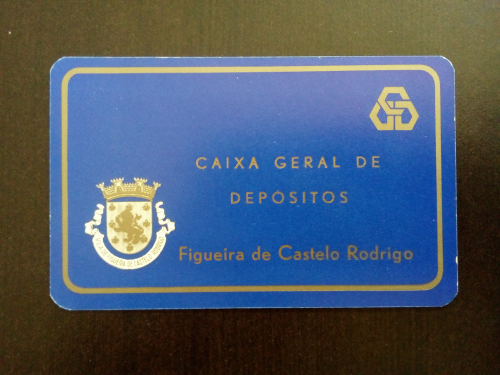 CAIXA GERAL DE
DEPÓSITOS
Figueira de Castelo Rodrigo